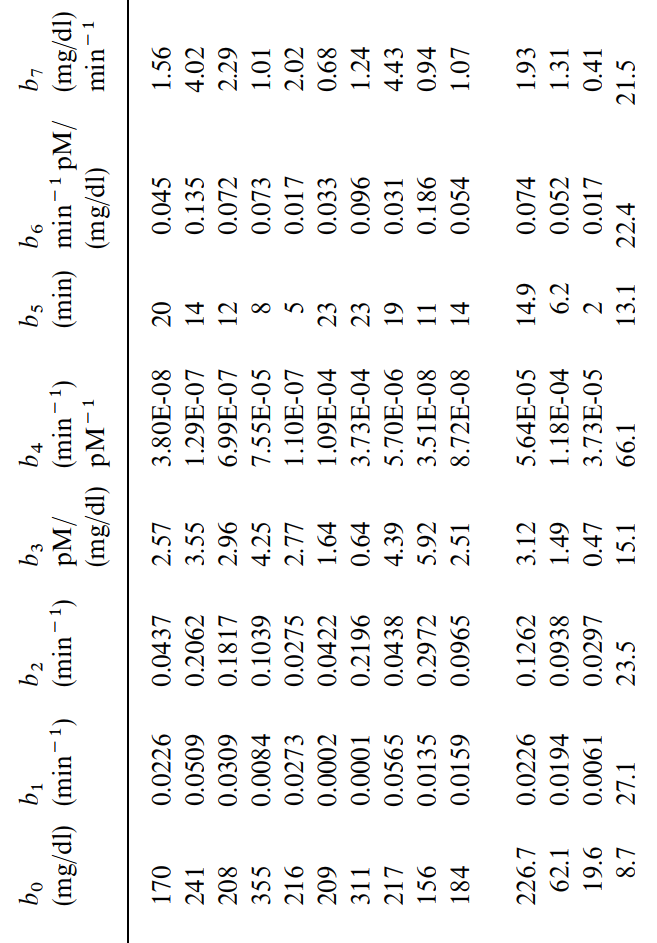 b₀ b₁ b₂ b₃ b₄ b₅ b₆ b₇
(mg/dl) (min⁻¹) (min⁻¹) pM/ (min⁻¹) (min) min⁻¹ pM/ (mg/dl)
(mg/dl) pM⁻¹ (mg/dl) min⁻¹
170 0.0226 0.0437 2.57 3.80E-08 20 0.045 1.56
241 0.0509 0.2062 3.55 1.29E-07 14 0.135 4.02
208 0.0309 0.1817 2.96 6.99E-07 12 0.072 2.29
355 0.0084 0.1039 4.25 7.55E-05 8 0.073 1.01
216 0.0273 0.0275 2.77 1.10E-07 5 0.017 2.02
209 0.0002 0.0422 1.64 1.09E-04 23 0.033 0.68
311 0.0001 0.2196 0.64 3.73E-04 23 0.096 1.24
217 0.0565 0.0438 4.39 5.70E-06 19 0.031 4.43
156 0.0135 0.2972 5.92 3.51E-08 11 0.186 0.94
184 0.0159 0.0965 2.51 8.72E-08 14 0.054 1.07
226.7 0.0226 0.1262 3.12 5.64E-05 14.9 0.074 1.93
62.1 0.0194 0.0938 1.49 1.18E-04 6.2 0.052 1.31
19.6 0.0061 0.0297 0.47 3.73E-05 2 0.017 0.41
8.7 27.1 23.5 15.1 66.1 13.1 22.4 21.5